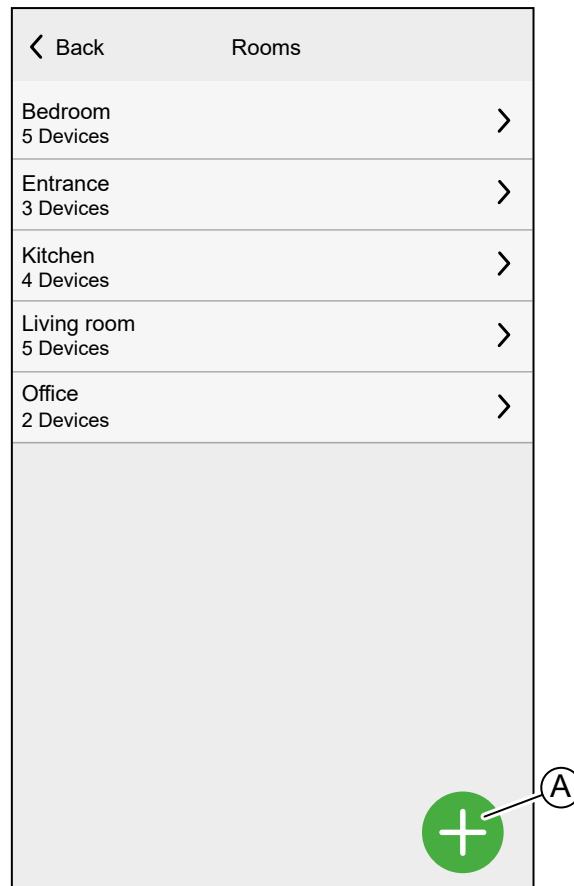 Back
Rooms
Bedroom
5 Devices
Entrance
3 Devices
Kitchen
4 Devices
Living room
5 Devices
Office
2 Devices
A